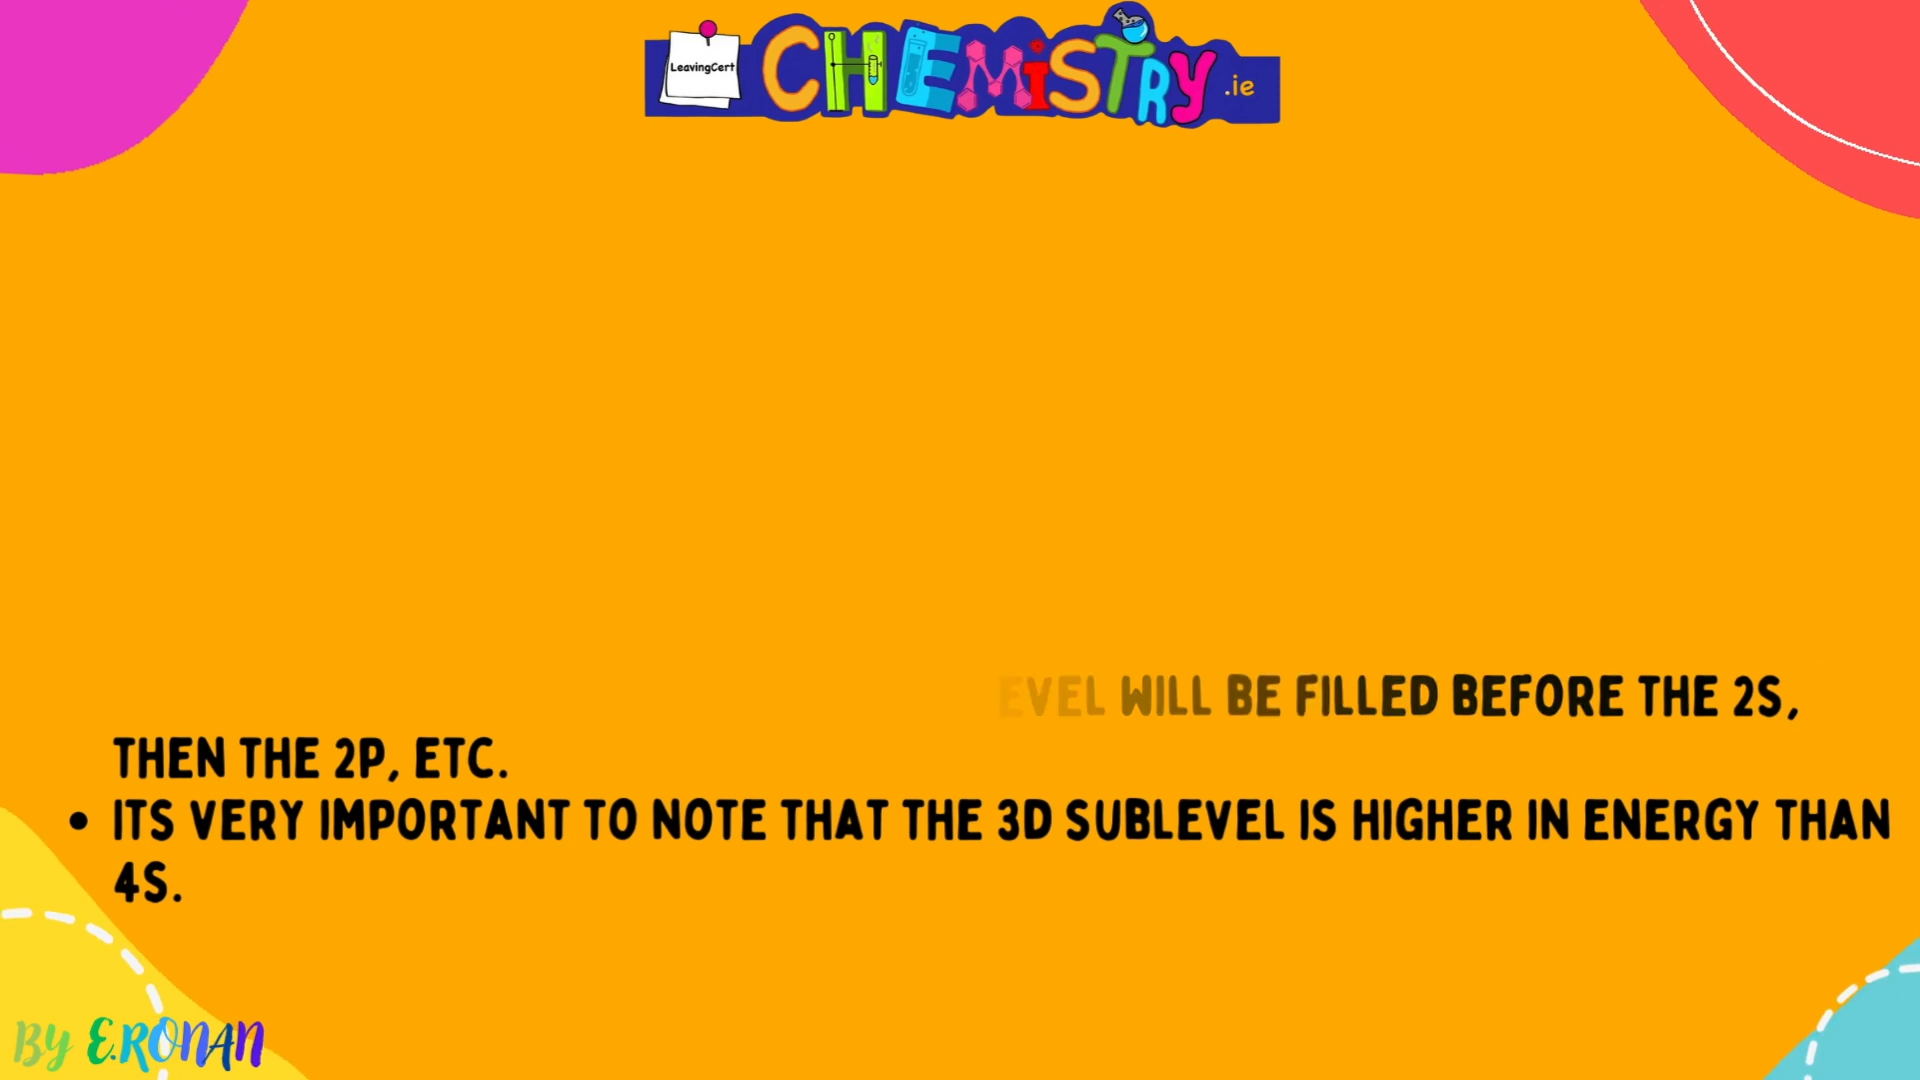 LeavingCert
CHEMiSTRY .ie
EVEL WILL BE FILLED BEFORE THE 2S,
THEN THE 2P, ETC.
• ITS VERY IMPORTANT TO NOTE THAT THE 3D SUBLEVEL IS HIGHER IN ENERGY THAN
4S.
By E.RONAN